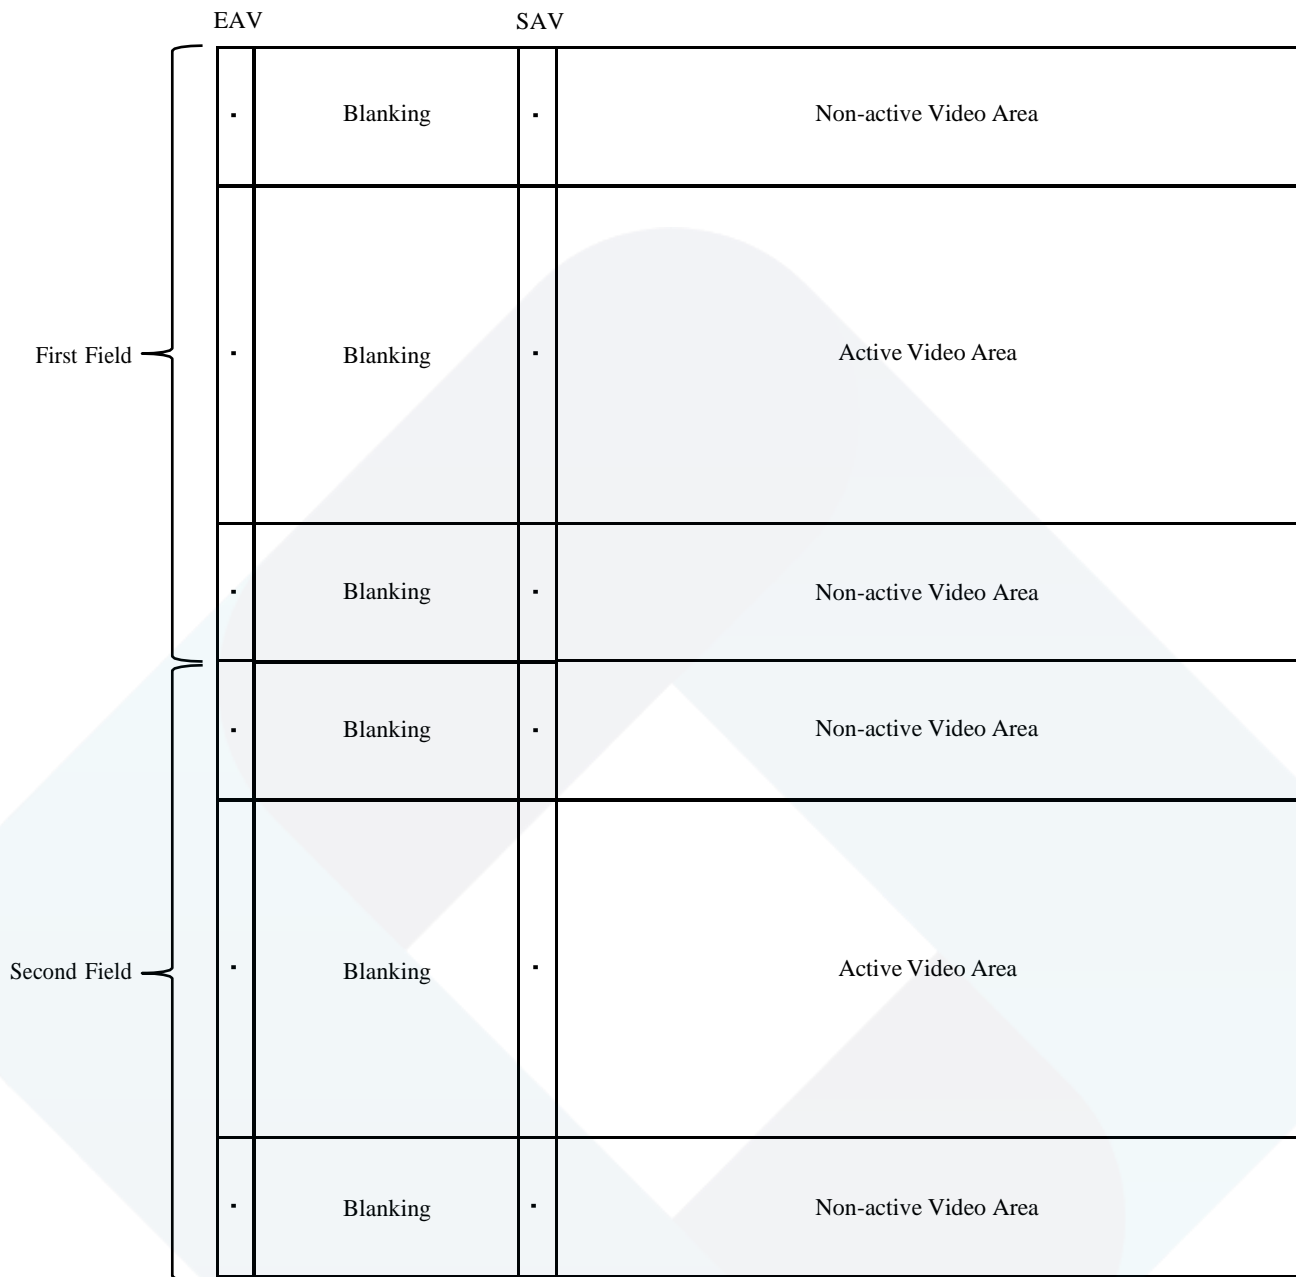 EAV SAV
Blanking Non-active Video Area
First Field Blanking Active Video Area
Blanking Non-active Video Area
Blanking Non-active Video Area
Second Field Blanking Active Video Area
Blanking Non-active Video Area